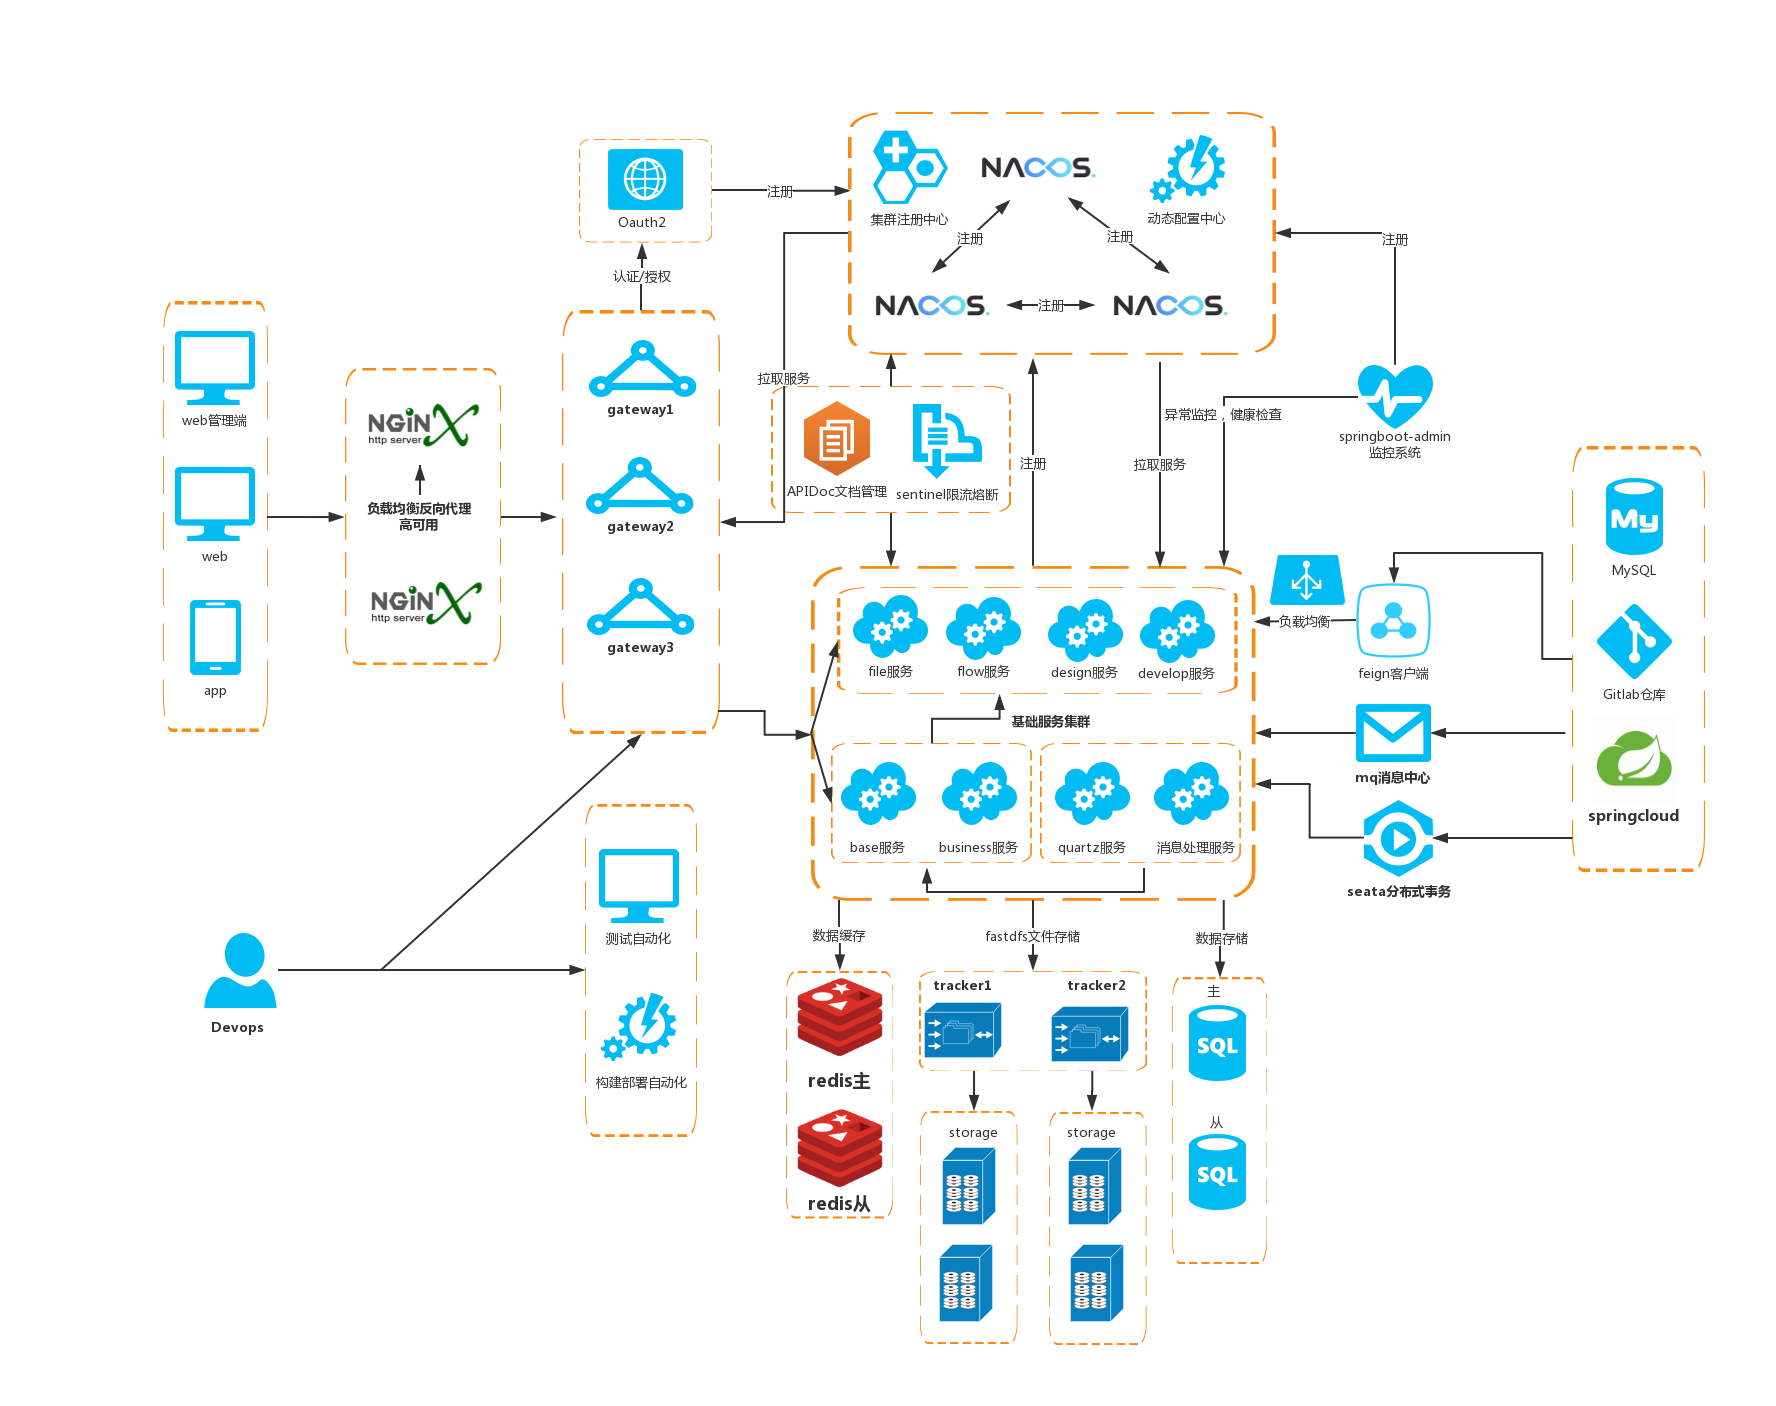 NACOS.
集群注册中心
动态配置中心
注册
注册
NACOS.
注册
NACOS.
Oauth2
注册
认证/授权
注册
web管理端
web
app
NGiNX
http server
负载均衡反向代理
高可用
NGiNX
http server
gateway1
gateway2
gateway3
拉取服务
APIDoc文档管理
sentinel限流熔断
注册
拉取服务
异常监控，健康检查
springboot-admin
监控系统
My
MySQL
Gitlab仓库
springcloud
负载均衡
feign客户端
mq消息中心
seata分布式事务
file服务
flow服务
design服务
develop服务
基础服务集群
base服务
business服务
quartz服务
消息处理服务
Devops
测试自动化
构建部署自动化
数据缓存
fastdfs文件存储
数据存储
redis主
redis从
tracker1
tracker2
storage
storage
主
SQL
从
SQL